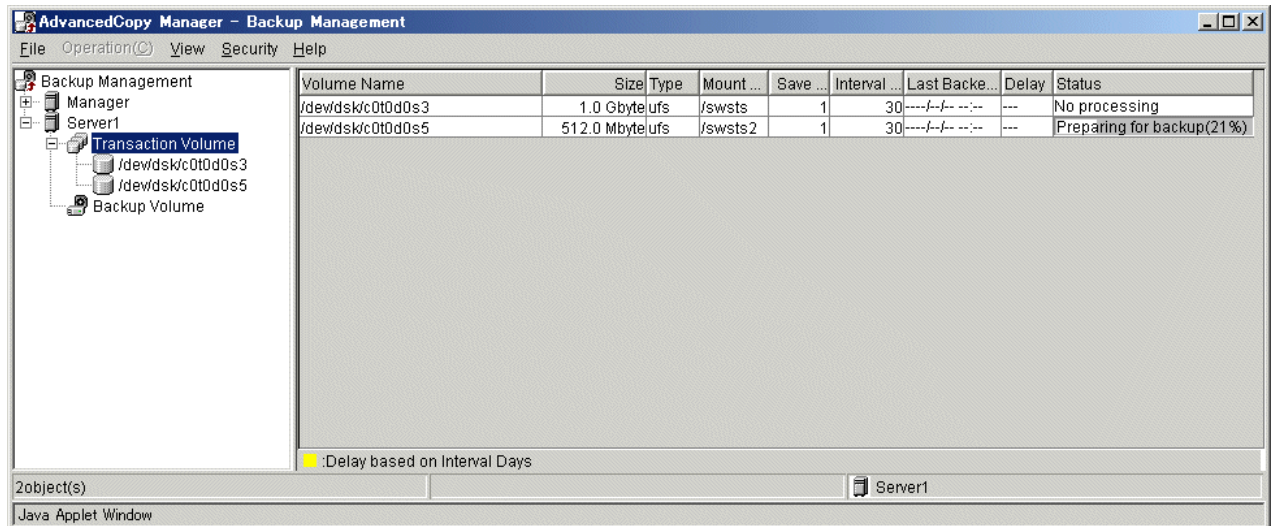 AdvancedCopy Manager - Backup Management
File Operation(C) View Security Help
Backup Management
Manager
Server1
Transaction Volume
/dev/dsk/c0t0d0s3
/dev/dsk/c0t0d0s5
Backup Volume
Volume Name Size Type Mount ... Save ... Interval ... Last Backe... Delay Status
/dev/dsk/c0t0d0s3 1.0 Gbyte ufs /swsts 1 30 ----/--/-- --:-- --- No processing
/dev/dsk/c0t0d0s5 512.0 Mbyte ufs /swsts2 1 30 ----/--/-- --:-- --- Preparing for backup(21%)
:Delay based on Interval Days
2object(s) Server1
Java Applet Window